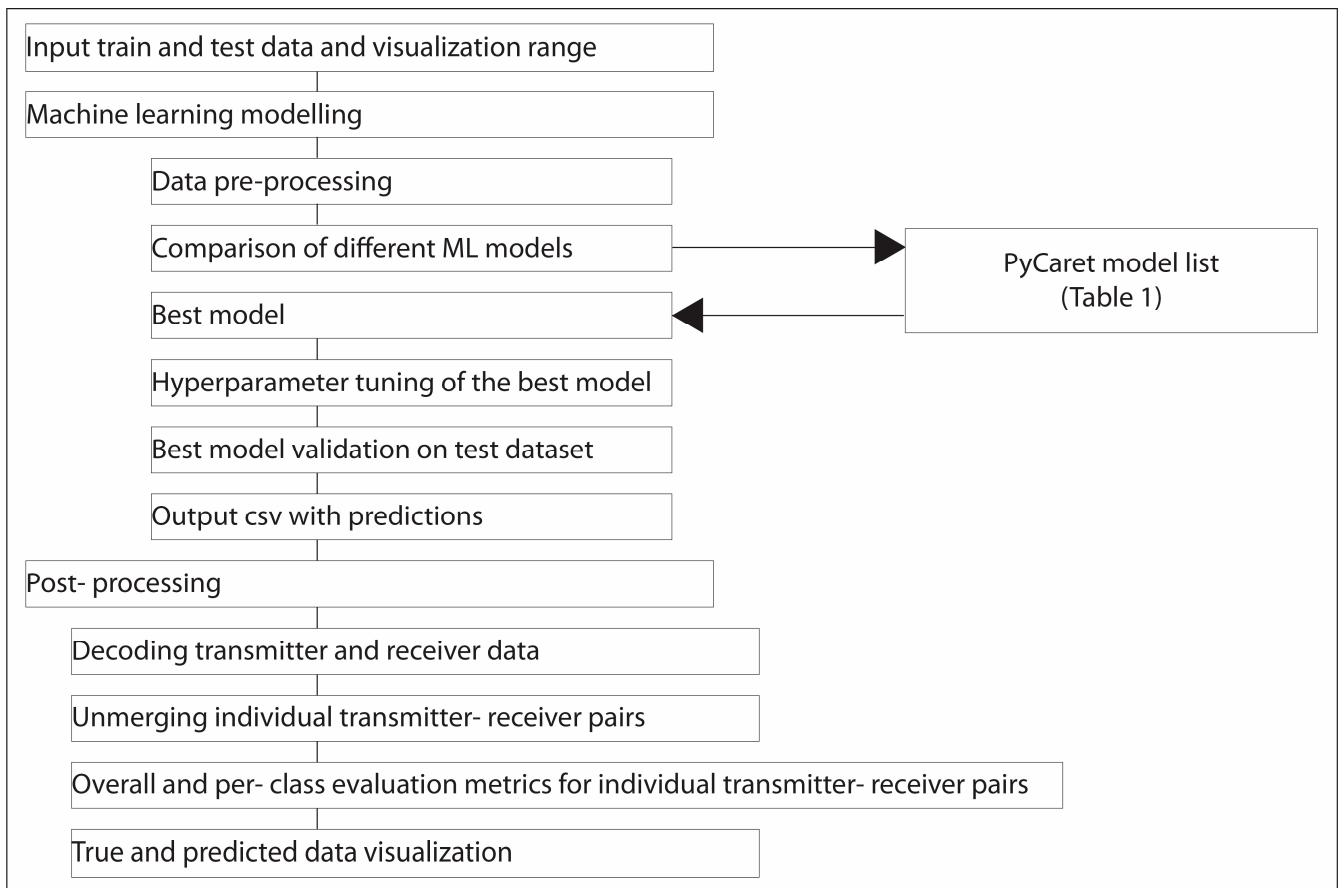 Input train and test data and visualization range
Machine learning modelling
Data pre-processing
Comparison of different ML models
PyCaret model list
(Table 1)
Best model
Hyperparameter tuning of the best model
Best model validation on test dataset
Output csv with predictions
Post- processing
Decoding transmitter and receiver data
Unmerging individual transmitter- receiver pairs
Overall and per- class evaluation metrics for individual transmitter- receiver pairs
True and predicted data visualization